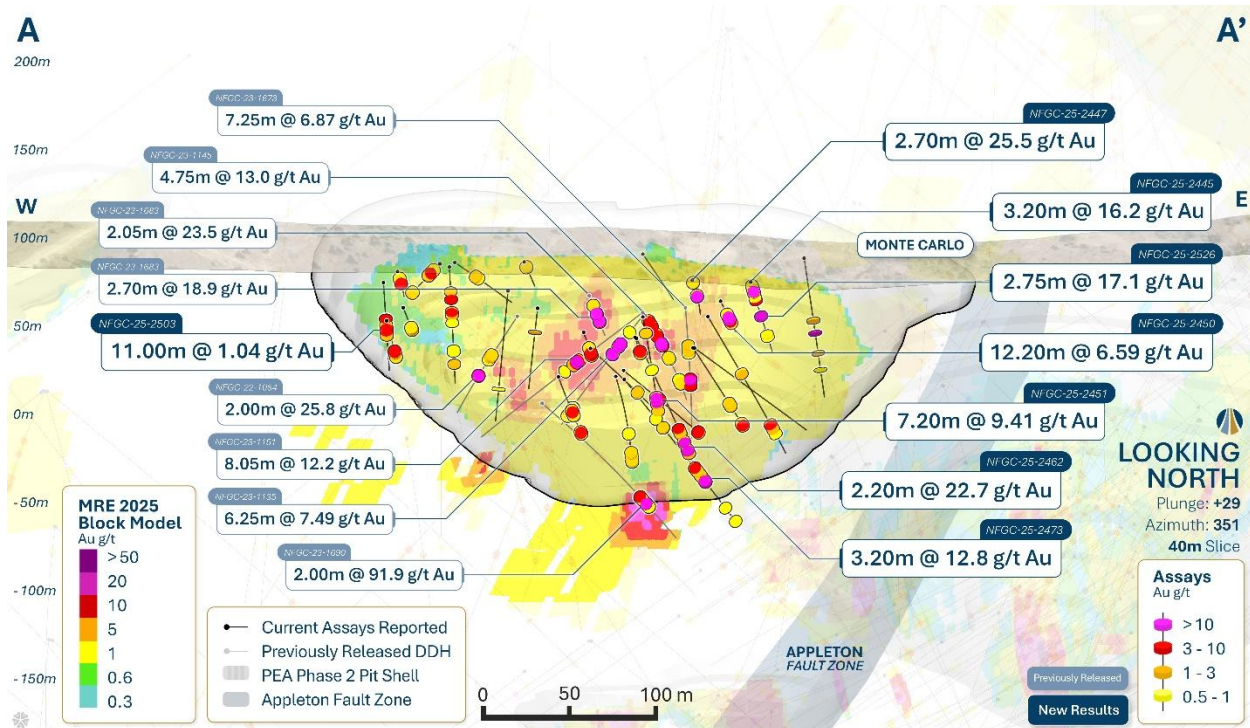 A
A'
200m
150m
100m
50m
0m
-50m
-100m
-150m
W
E
NFGC-23-1673
7.25m @ 6.87 g/t Au
NFGC-23-1145
4.75m @ 13.0 g/t Au
NFGC-23-1683
2.05m @ 23.5 g/t Au
NFGC-23-1683
2.70m @ 18.9 g/t Au
NFGC-25-2503
11.00m @ 1.04 g/t Au
NFGC-22-1084
2.00m @ 25.8 g/t Au
NFGC-23-1151
8.05m @ 12.2 g/t Au
NFGC-23-1135
6.25m @ 7.49 g/t Au
NFGC-23-1690
2.00m @ 91.9 g/t Au
NFGC-25-2447
2.70m @ 25.5 g/t Au
NFGC-25-2445
3.20m @ 16.2 g/t Au
MONTE CARLO
NFGC-25-2526
2.75m @ 17.1 g/t Au
NFGC-25-2450
12.20m @ 6.59 g/t Au
NFGC-25-2451
7.20m @ 9.41 g/t Au
NFGC-25-2462
2.20m @ 22.7 g/t Au
NFGC-25-2473
3.20m @ 12.8 g/t Au
LOOKING
NORTH
Plunge: +29
Azimuth: 351
40m Slice
MRE 2025
Block Model
Au g/t
>50
20
10
5
1
0.6
0.3
Current Assays Reported
Previously Released DDH
PEA Phase 2 Pit Shell
Appleton Fault Zone
0 50 100 m
APPLETON
FAULT ZONE
Previously Released
New Results
Assays
Au g/t
>10
3 - 10
1 - 3
0.5 - 1